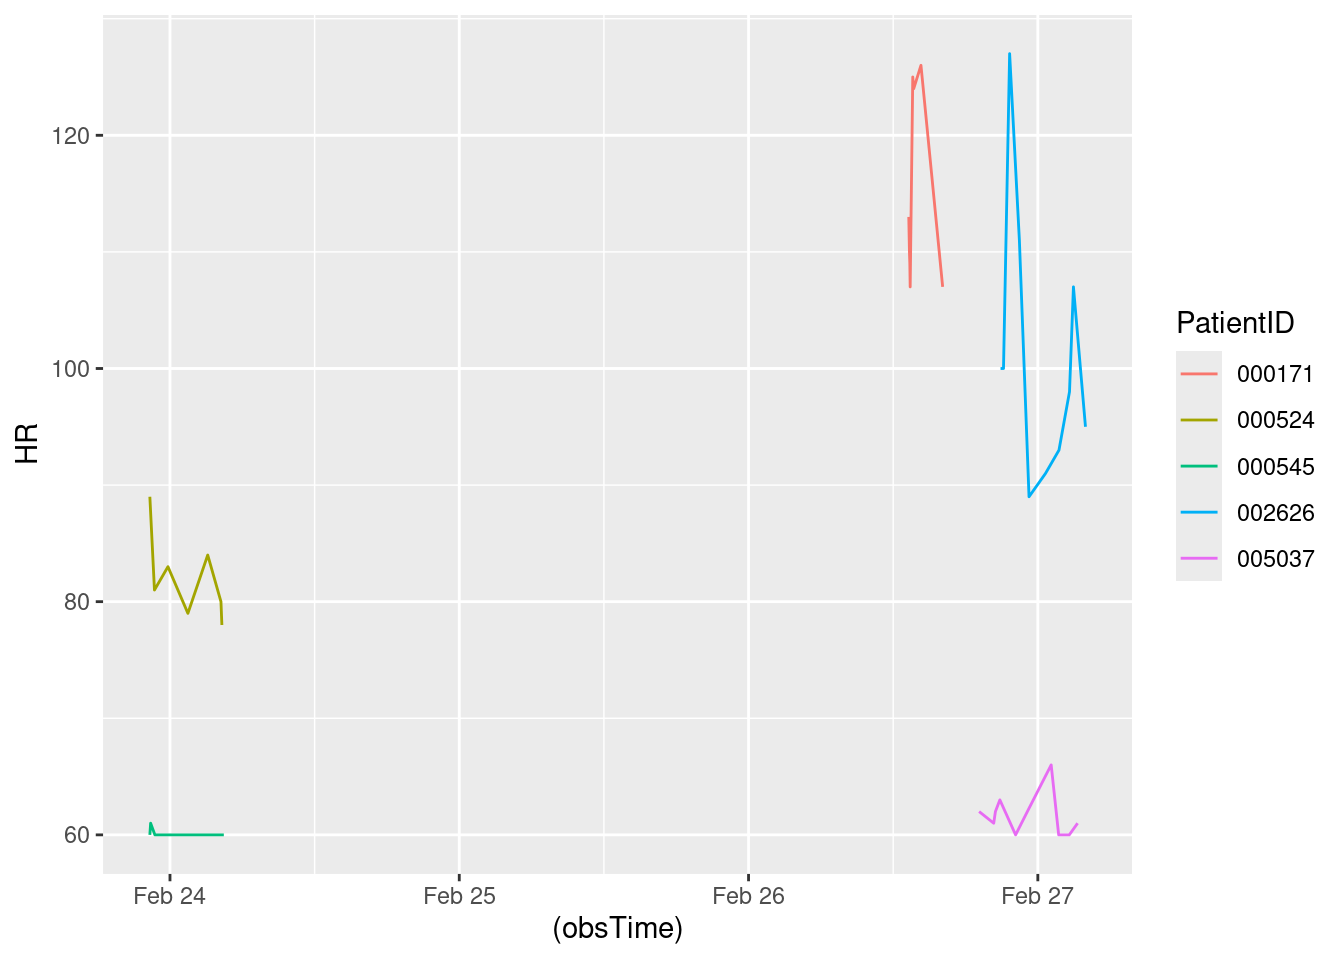 120
100
80
60
HR
Feb 24
Feb 25
Feb 26
Feb 27
(obsTime)
PatientID
000171
000524
000545
002626
005037